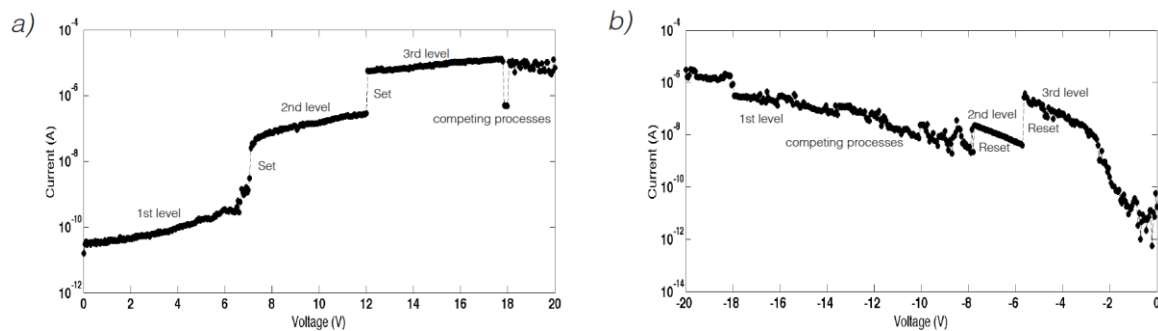 a)
10^-4
10^-6
10^-8
10^-10
10^-12
Current (A)
1st level
Set
2nd level
Set
3rd level
competing processes
0 2 4 6 8 10 12 14 16 18 20
Voltage (V)
b)
10^-4
10^-6
10^-8
10^-10
10^-12
10^-14
Current (A)
1st level
competing processes
2nd level
Reset
3rd level
Reset
-20 -18 -16 -14 -12 -10 -8 -6 -4 -2 0
Voltage (V)